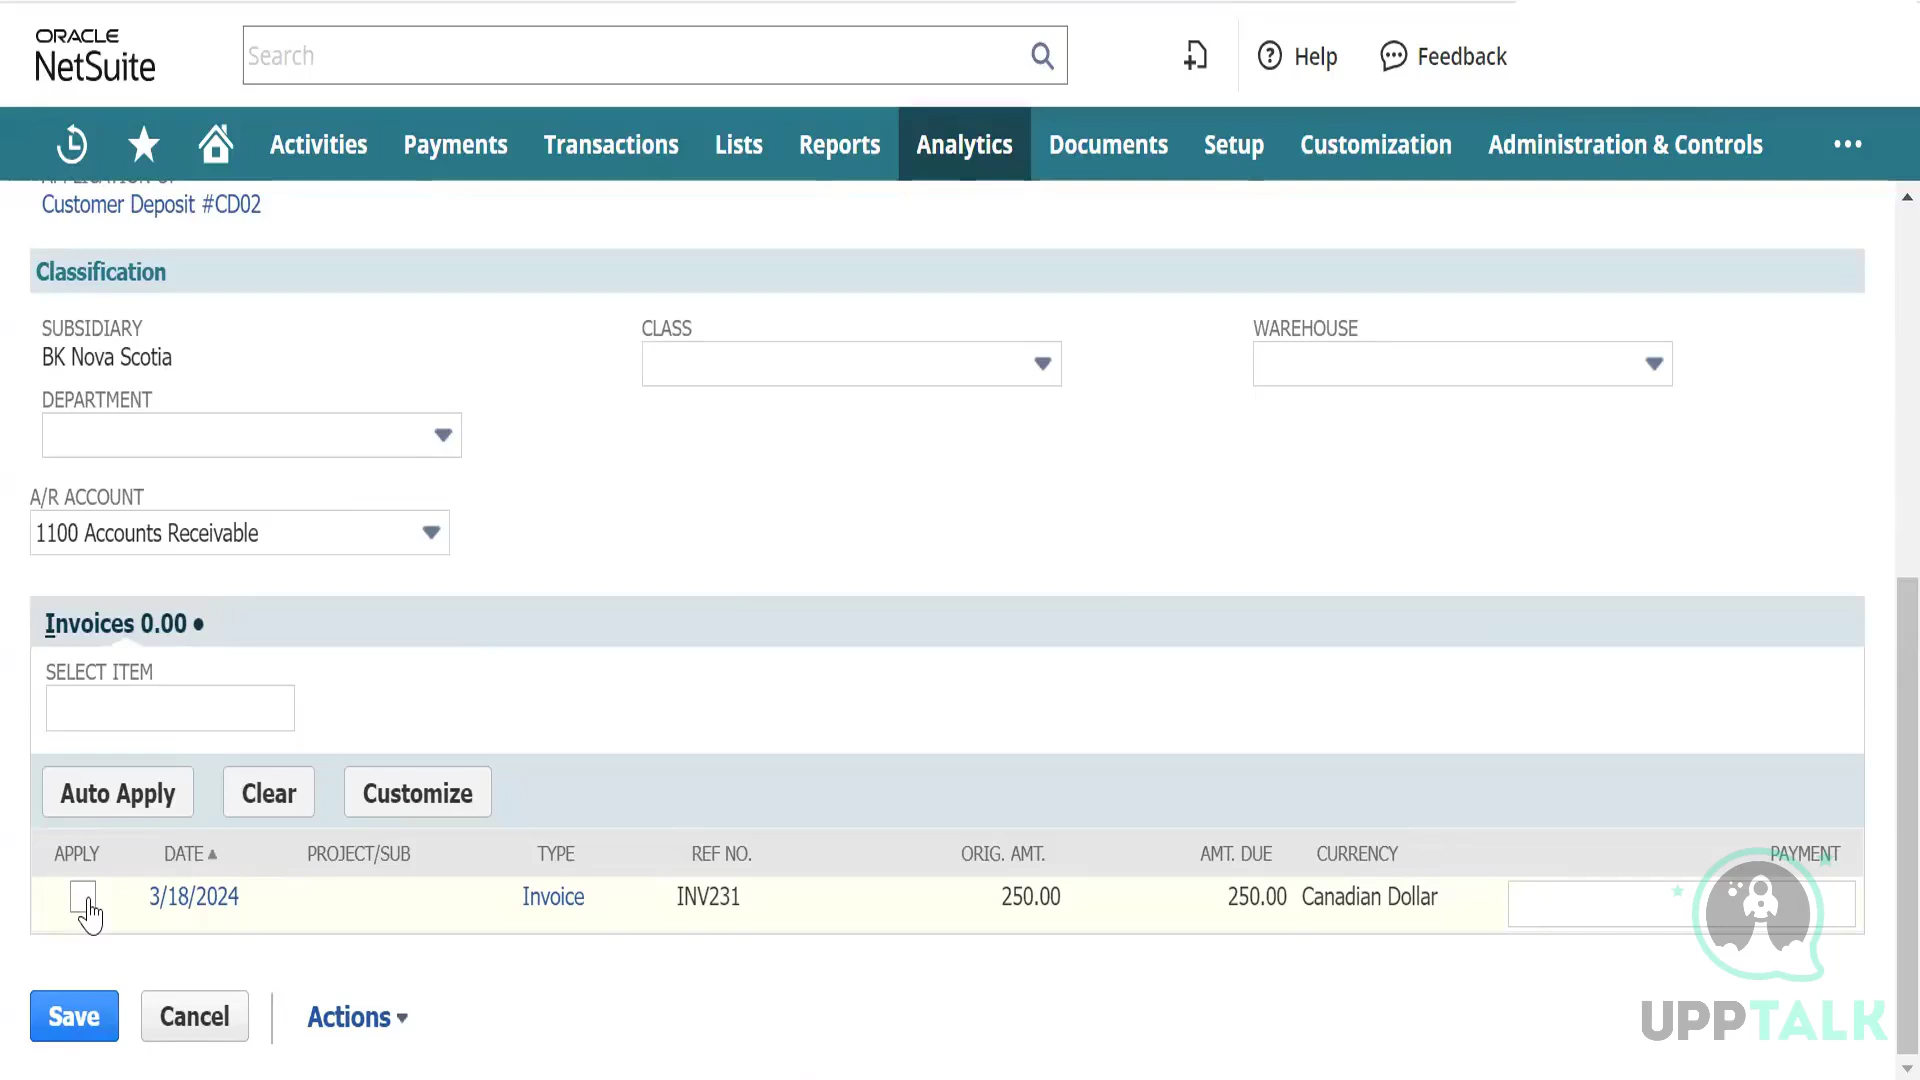 ORACLE
NetSuite
Search
Help
Feedback
Activities
Payments
Transactions
Lists
Reports
Analytics
Documents
Setup
Customization
Administration & Controls
Customer Deposit #CD02
Classification
SUBSIDIARY
BK Nova Scotia
CLASS
WAREHOUSE
DEPARTMENT
A/R ACCOUNT
1100 Accounts Receivable
Invoices 0.00 •
SELECT ITEM
Auto Apply
Clear
Customize
APPLY DATE PROJECT/SUB TYPE REF NO. ORIG. AMT. AMT. DUE CURRENCY PAYMENT
3/18/2024 Invoice INV231 250.00 250.00 Canadian Dollar
Save
Cancel
Actions
UPPTALK